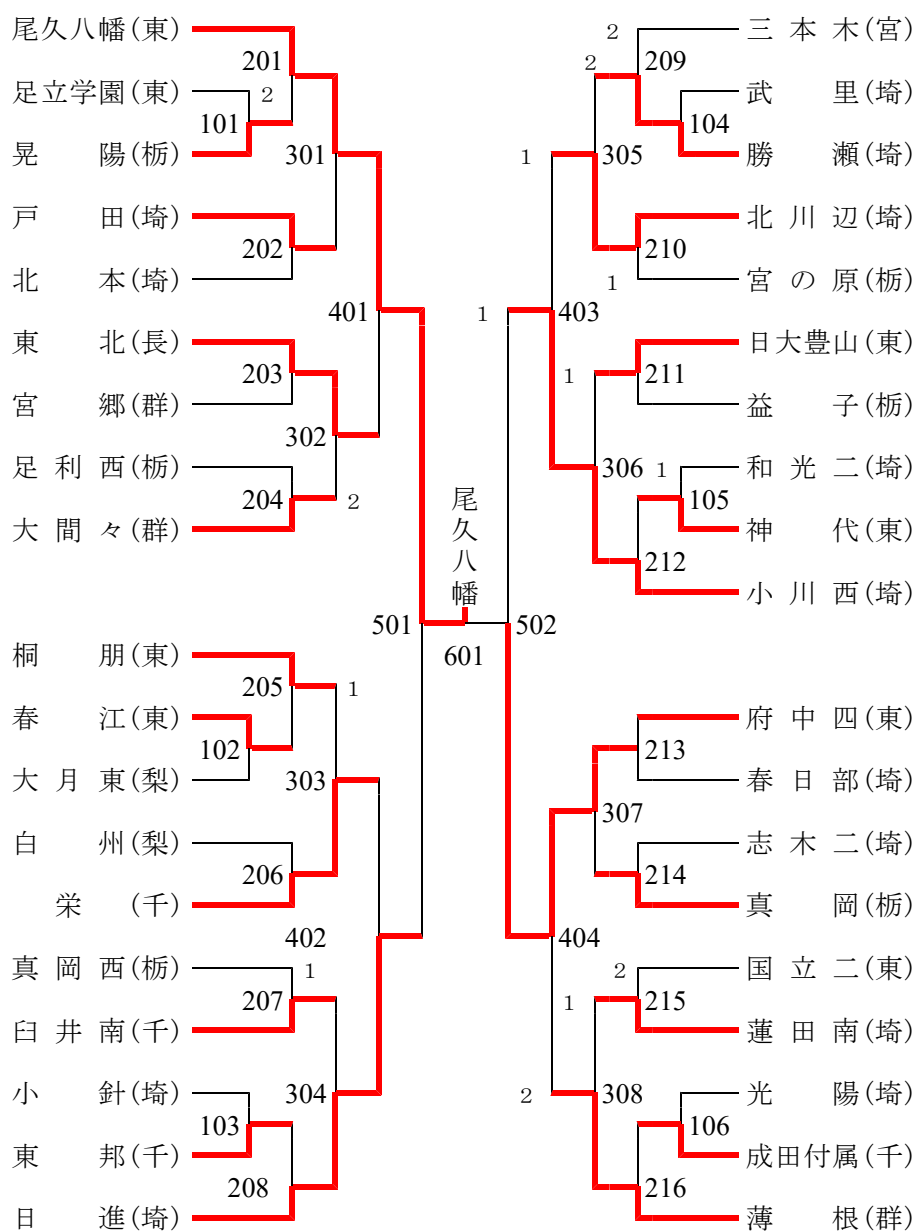 尾久八幡(東)
201
足立学園(東)
2
101
晃陽(栃)
301
戸田(埼)
202
北本(埼)
401
東北(長)
203
宮郷(群)
302
足利西(栃)
204
2
大間々(群)
501
桐朋(東)
205
1
春江(東)
102
大月東(梨)
303
白州(梨)
206
栄(千)
402
真岡西(栃)
1
207
臼井南(千)
小針(埼)
304
103
東邦(千)
208
日進(埼)
尾久八幡
601
2
三本木(宮)
209
2
武里(埼)
104
勝瀬(埼)
1
305
北川辺(埼)
210
1
宮の原(栃)
1
403
日大豊山(東)
1
211
益子(栃)
306
1
和光二(埼)
105
神代(東)
212
小川西(埼)
502
府中四(東)
213
春日部(埼)
307
志木二(埼)
214
真岡(栃)
404
2
国立二(東)
1
215
蓮田南(埼)
2
308
光陽(埼)
106
成田付属(千)
216
薄根(群)